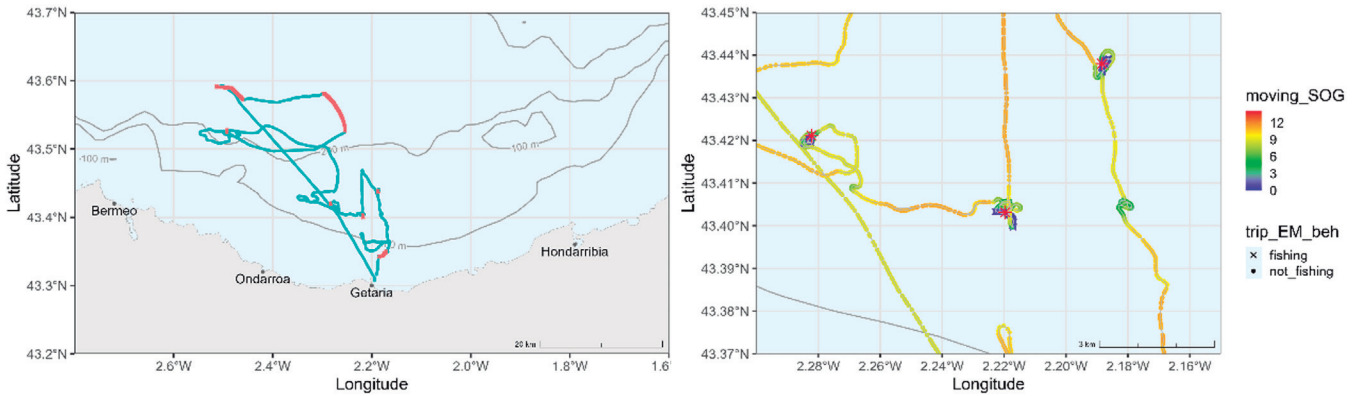 43.7°N
43.6°N
43.5°N
43.4°N
43.3°N
43.2°N
Latitude
-100 m
100 m
Bermeo
Ondarroa
Getaria
Hondarribia
20 km
2.6°W
2.4°W
2.2°W
2.0°W
1.8°W
1.6
Longitude
43.45°N
43.44°N
43.43°N
43.42°N
43.41°N
43.40°N
43.39°N
43.38°N
43.37°N
Latitude
3 km
2.28°W
2.26°W
2.24°W
2.22°W
2.20°W
2.18°W
2.16°W
Longitude
moving_SOG
12
9
6
3
0
trip_EM_beh
fishing
not_fishing